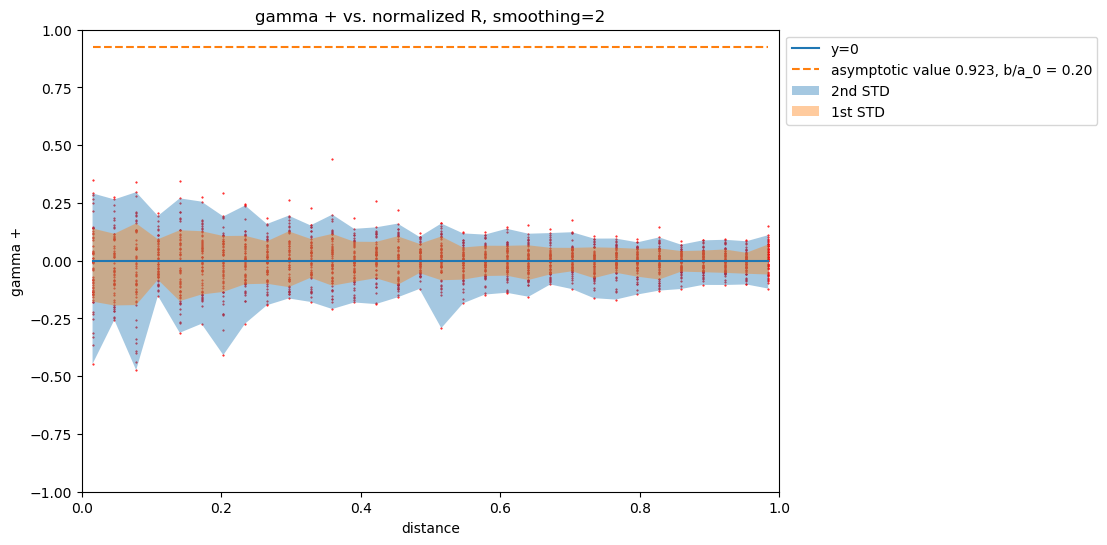 gamma + vs. normalized R, smoothing=2
1.00
0.75
0.50
0.25
0.00
−0.25
−0.50
−0.75
−1.00
gamma +
0.0
0.2
0.4
0.6
0.8
1.0
distance
y=0
asymptotic value 0.923, b/a_0 = 0.20
2nd STD
1st STD